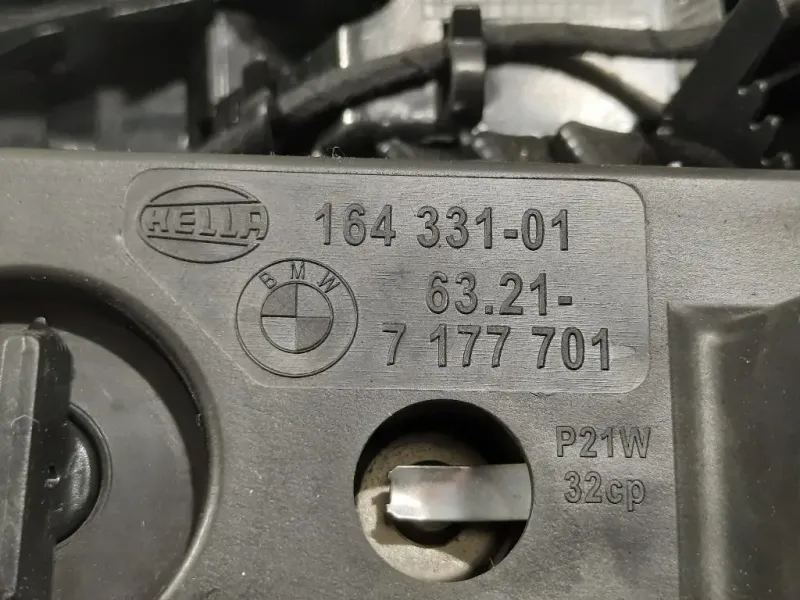 HELLA 164 331-01
BMW 63.21-
7 177 701
P21W
32cp